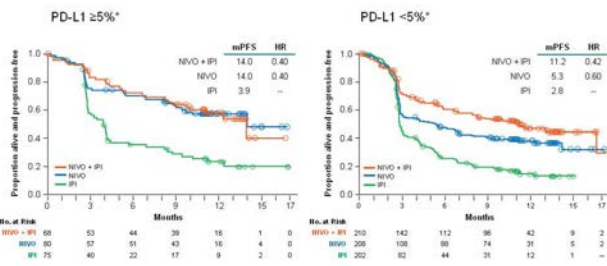 PD-L1 ≥5%*
mPFS HR
NIVO + IPI 14.0 0.40
NIVO 14.0 0.40
IPI 3.9 --
Proportion alive and progression-free
1.0
0.8
0.6
0.4
0.2
0.0
NIVO + IPI
NIVO
IPI
0 3 6 9 12 15 17
Months
No. at Risk
NIVO + IPI 68 53 44 39 16 1 0
NIVO 80 57 51 43 16 4 0
IPI 75 40 22 17 9 2 0
PD-L1 <5%*
mPFS HR
NIVO + IPI 11.2 0.42
NIVO 5.3 0.60
IPI 2.8 --
Proportion alive and progression-free
1.0
0.8
0.6
0.4
0.2
0.0
NIVO + IPI
NIVO
IPI
0 3 6 9 12 15 17
Months
No. at Risk
NIVO + IPI 210 142 112 96 42 9 2
NIVO 208 108 88 74 31 5 2
IPI 202 82 44 31 12 1 --